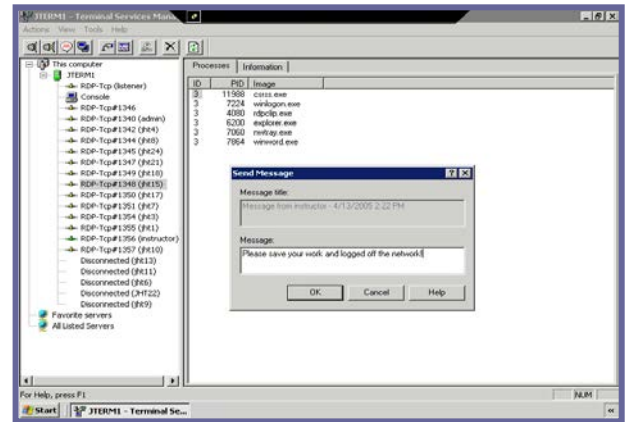 JTERM1 - Terminal Services Mana
Actions View Tools Help
This computer
JTERM1
RDP-Tcp (listener)
Console
RDP-Tcp#1346
RDP-Tcp#1340 (admin)
RDP-Tcp#1342 (jht4)
RDP-Tcp#1344 (jht8)
RDP-Tcp#1345 (jht24)
RDP-Tcp#1347 (jht21)
RDP-Tcp#1349 (jht18)
RDP-Tcp#1348 (jht15)
RDP-Tcp#1350 (jht17)
RDP-Tcp#1351 (jht7)
RDP-Tcp#1354 (jht3)
RDP-Tcp#1355 (jht1)
RDP-Tcp#1356 (instructor)
RDP-Tcp#1357 (jht10)
Disconnected (jht13)
Disconnected (jht11)
Disconnected (jht6)
Disconnected (JHT22)
Disconnected (jht9)
Favorite servers
All Listed Servers
Processes Information
ID PID Image
3 11988 csrss.exe
3 7224 winlogon.exe
3 4080 rdpclip.exe
3 6200 explorer.exe
3 7060 nwtray.exe
3 7864 winword.exe
Send Message
Message title:
Message from instructor - 4/13/2005 2:22 PM
Message:
Please save your work and logged off the network!
OK Cancel Help
For Help, press F1
NUM
Start JTERM1 - Terminal Se...